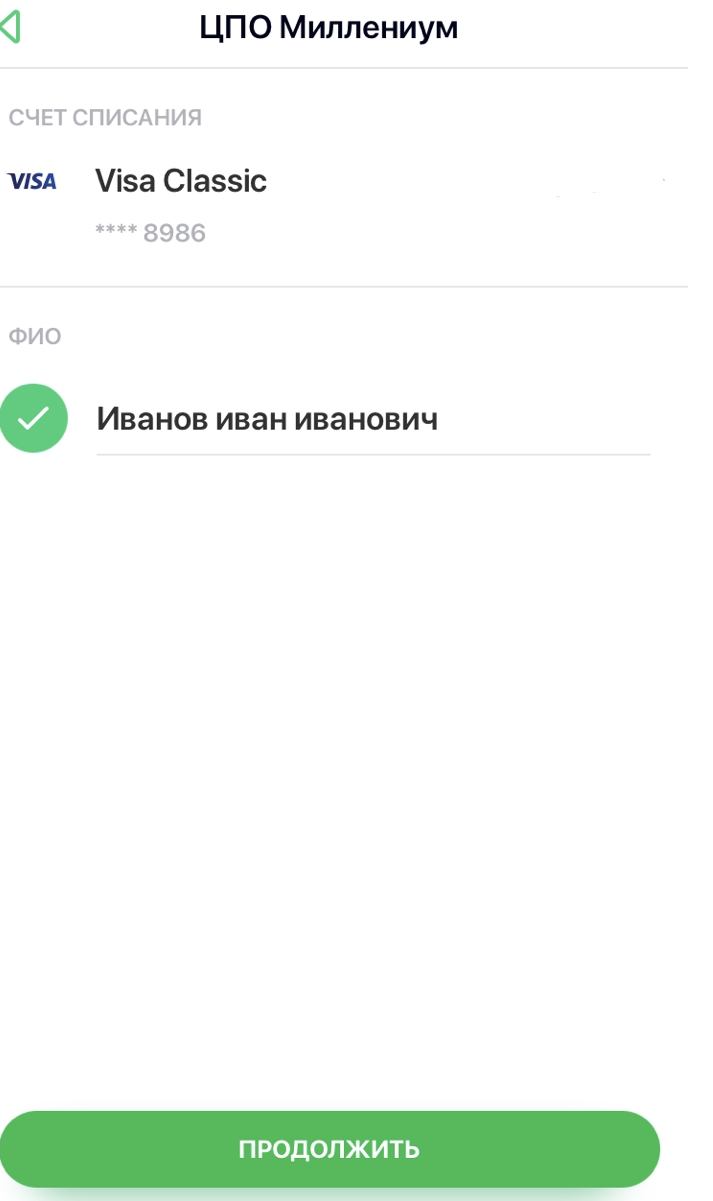 ЦПО Миллениум
СЧЕТ СПИСАНИЯ
VISA Visa Classic
**** 8986
ФИО
Иванов иван иванович
ПРОДОЛЖИТЬ